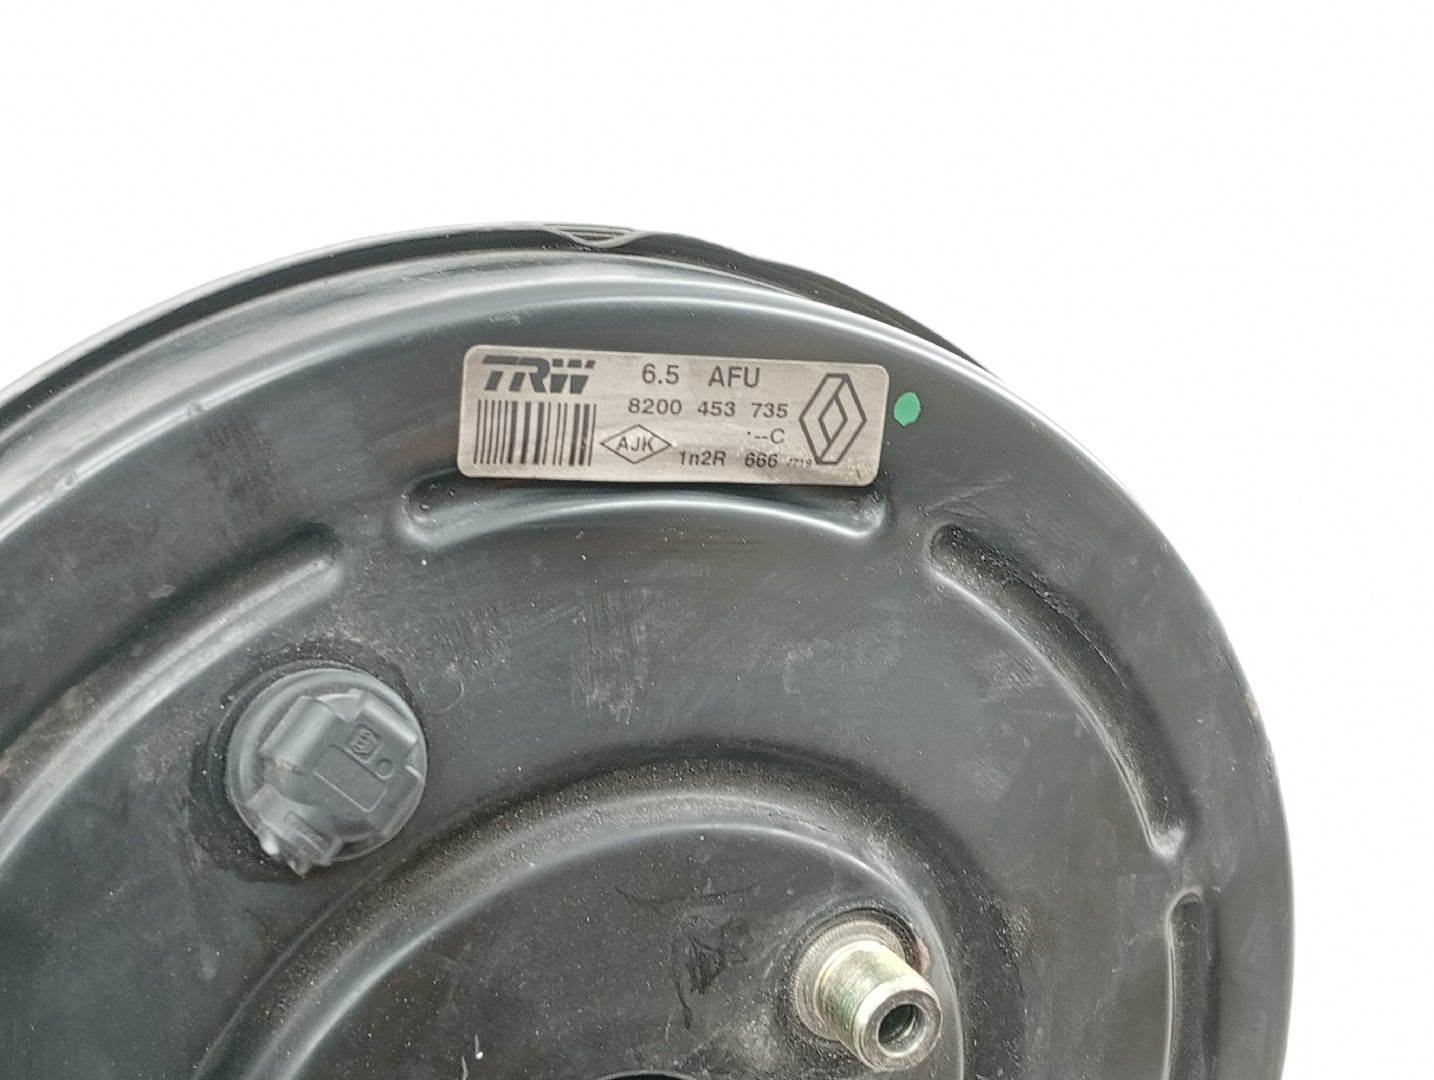 TRW 6.5 AFU
8200 453 735
AJK --C
1n2R 666